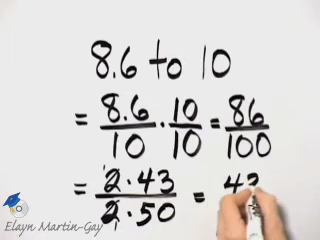 8.6 to 10
= 8.6/10 · 10/10 = 86/100
= 2·43/2·50 = 43
Elayn Martin-Gay